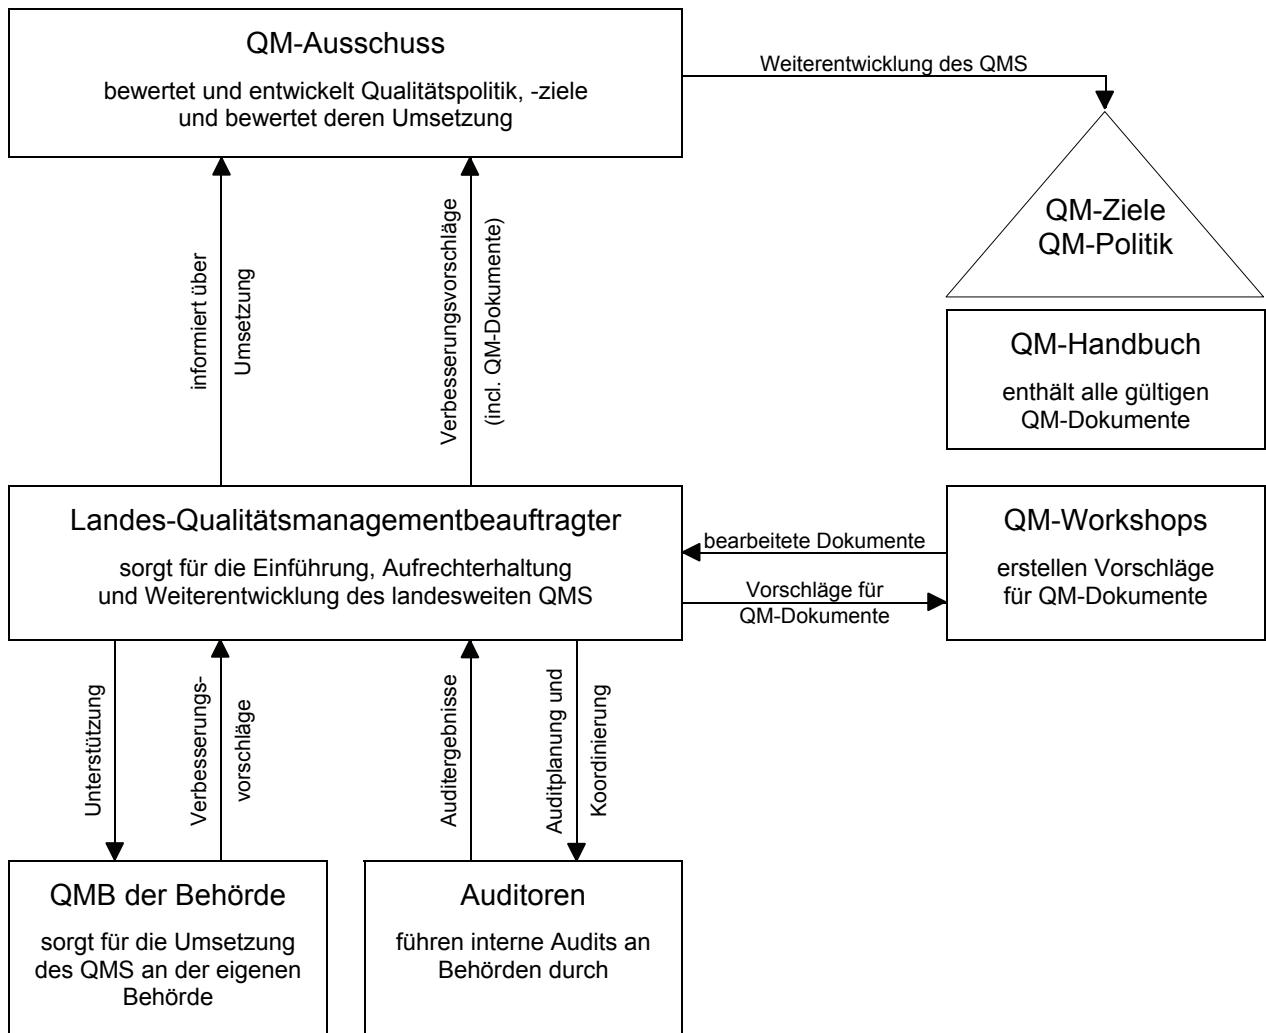 QM-Ausschuss
bewertet und entwickelt Qualitätspolitik, -ziele
und bewertet deren Umsetzung
Weiterentwicklung des QMS
QM-Ziele
QM-Politik
informiert über
Umsetzung
Verbesserungsvorschläge
(incl. QM-Dokumente)
QM-Handbuch
enthält alle gültigen
QM-Dokumente
Landes-Qualitätsmanagementbeauftragter
sorgt für die Einführung, Aufrechterhaltung
und Weiterentwicklung des landesweiten QMS
bearbeitete Dokumente
Vorschläge für
QM-Dokumente
QM-Workshops
erstellen Vorschläge
für QM-Dokumente
Unterstützung
Verbesserungs-
vorschläge
Auditergebnisse
Auditplanung und
Koordinierung
QMB der Behörde
sorgt für die Umsetzung
des QMS an der eigenen
Behörde
Auditoren
führen interne Audits an
Behörden durch